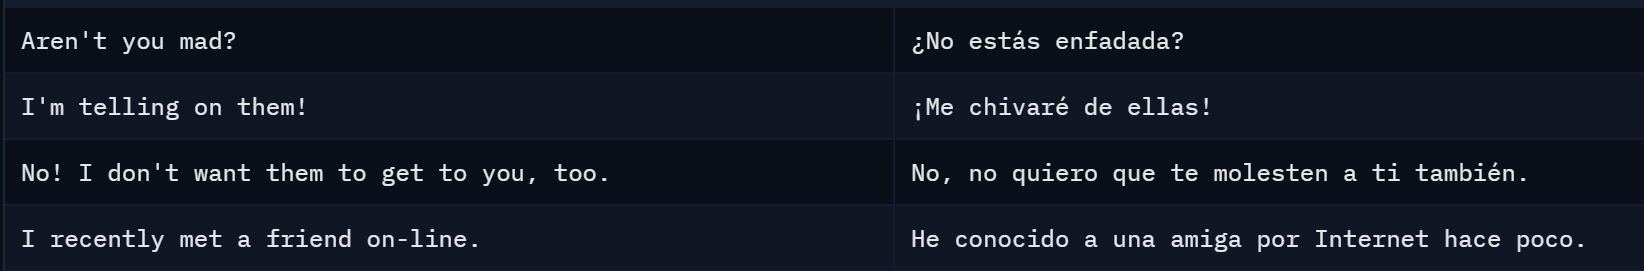 Aren't you mad?
¿No estás enfadada?
I'm telling on them!
¡Me chivaré de ellas!
No! I don't want them to get to you, too.
No, no quiero que te molesten a ti también.
I recently met a friend on-line.
He conocido a una amiga por Internet hace poco.